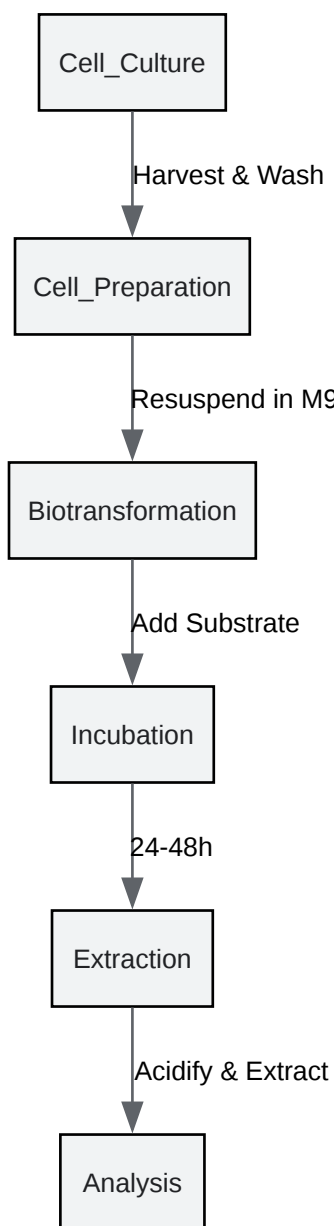 Cell_Culture
Harvest & Wash
Cell_Preparation
Resuspend in M9
Biotransformation
Add Substrate
Incubation
24-48h
Extraction
Acidify & Extract
Analysis